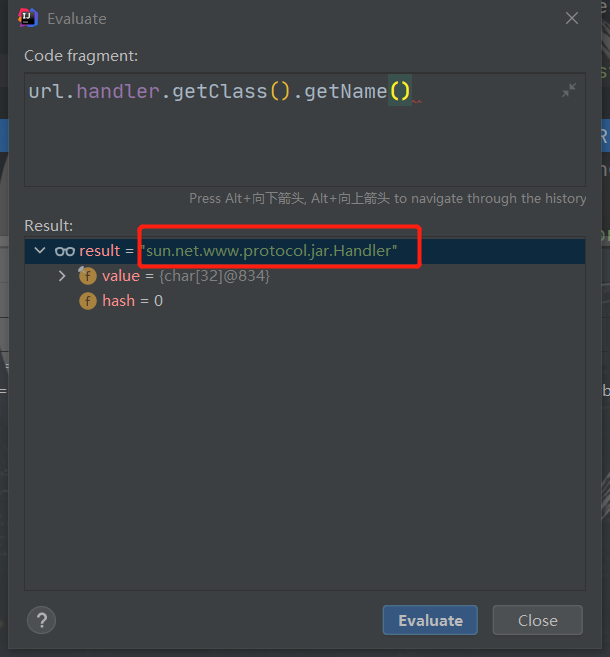 Evaluate
Code fragment:
url.handler.getClass().getName()
Press Alt+向下箭头, Alt+向上箭头 to navigate through the history
Result:
result = "sun.net.www.protocol.jar.Handler"
f value = {char[32]@834}
f hash = 0
? Evaluate Close